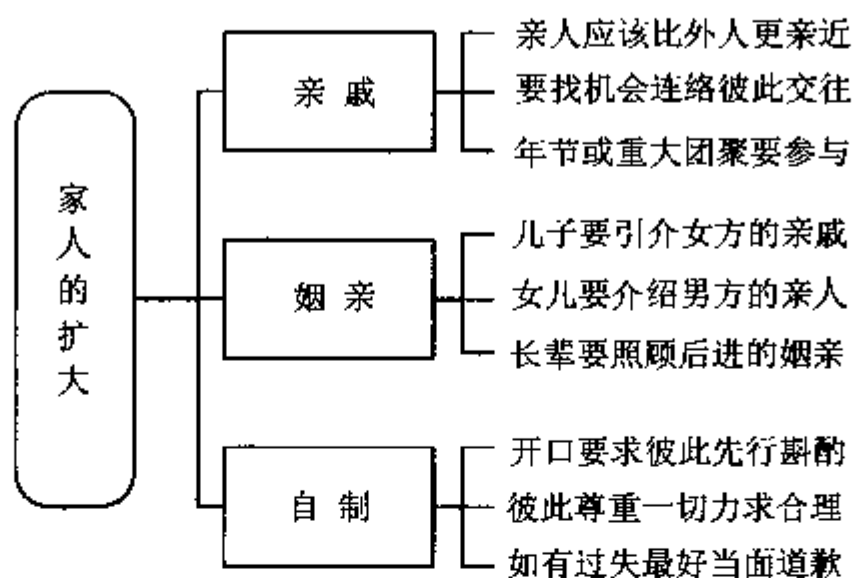 家人的扩大
亲戚
亲人应该比外人更亲近
要找机会连络彼此交往
年节或重大团聚要参与
姻亲
儿子要引介女方的亲戚
女儿要介绍男方的亲人
长辈要照顾后进的姻亲
自制
开口要求彼此先行斟酌
彼此尊重一切力求合理
如有过失最好当面道歉